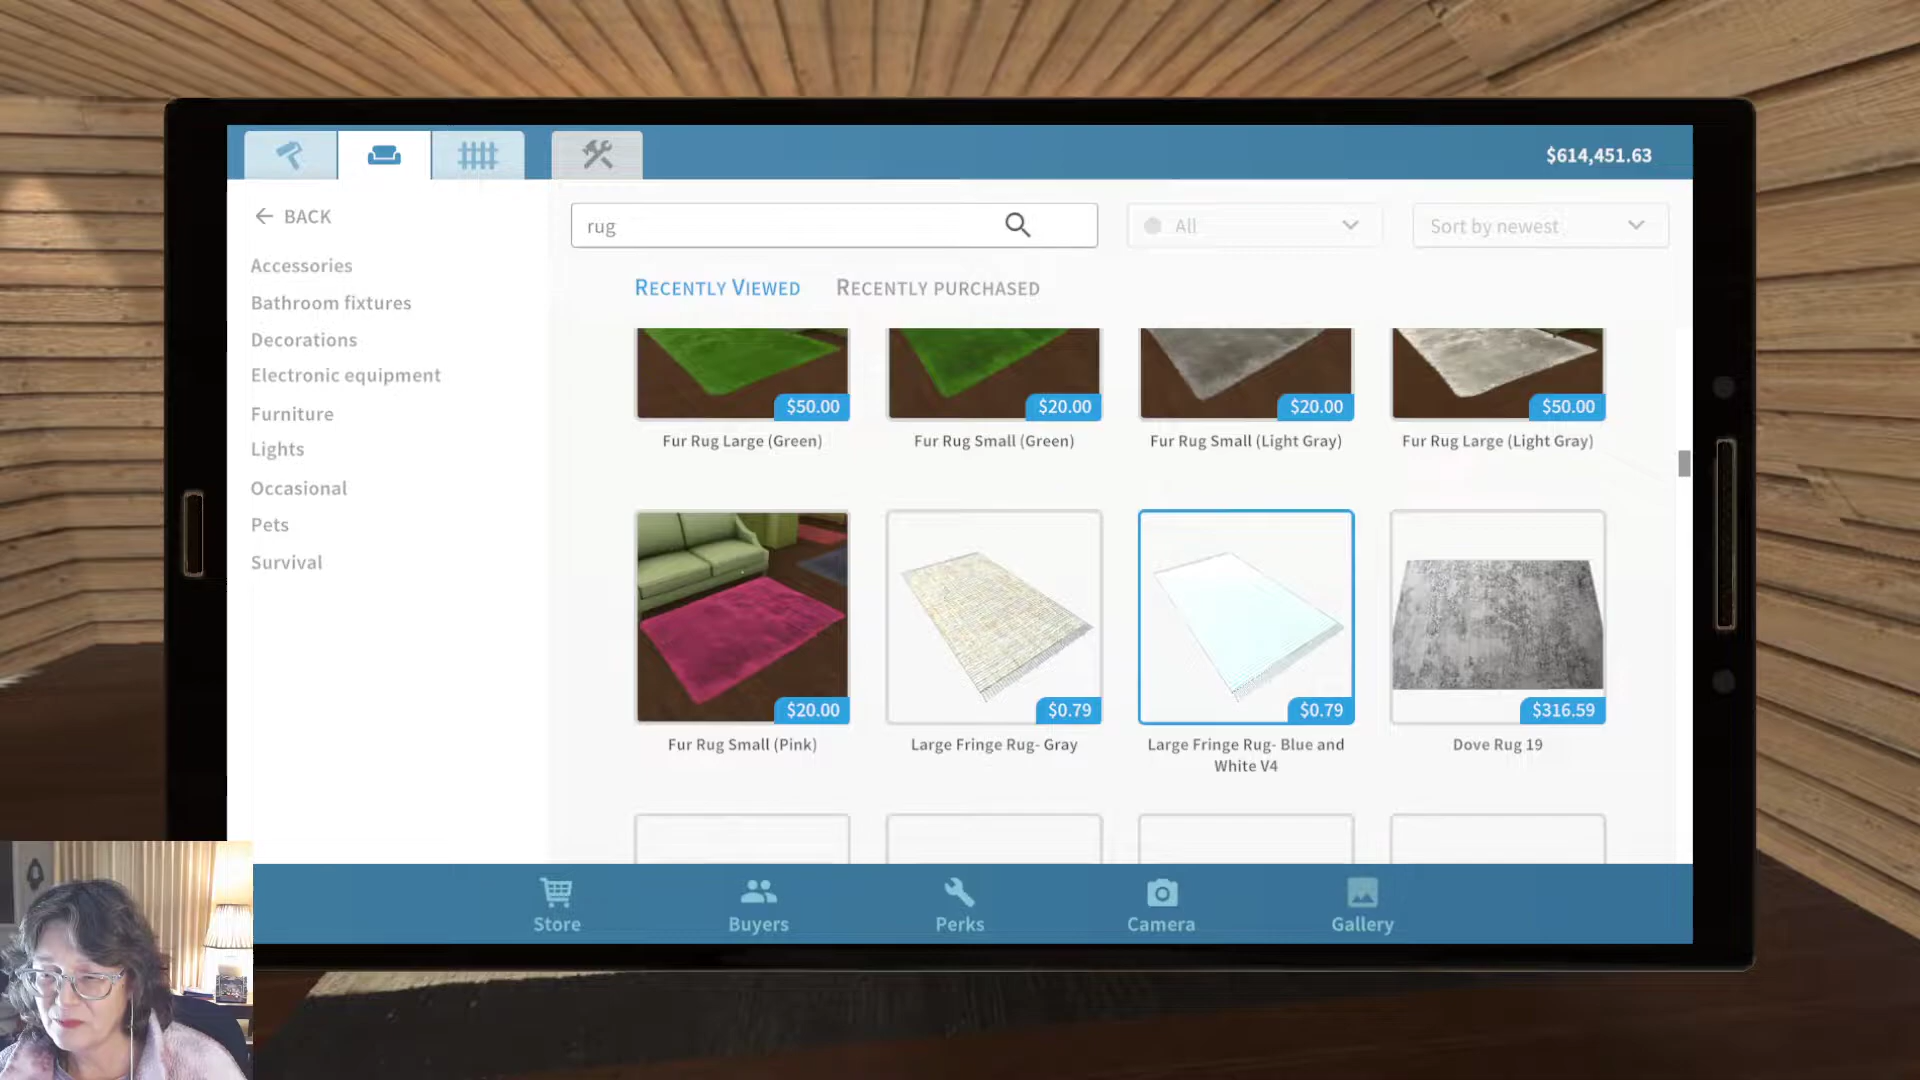 $614,451.63
BACK
rug
All
Sort by newest
Accessories
Bathroom fixtures
Decorations
Electronic equipment
Furniture
Lights
Occasional
Pets
Survival
RECENTLY VIEWED
RECENTLY PURCHASED
$50.00
$20.00
$20.00
$50.00
Fur Rug Large (Green)
Fur Rug Small (Green)
Fur Rug Small (Light Gray)
Fur Rug Large (Light Gray)
$20.00
$0.79
$0.79
$316.59
Fur Rug Small (Pink)
Large Fringe Rug- Gray
Large Fringe Rug- Blue and
White V4
Dove Rug 19
Store
Buyers
Perks
Camera
Gallery